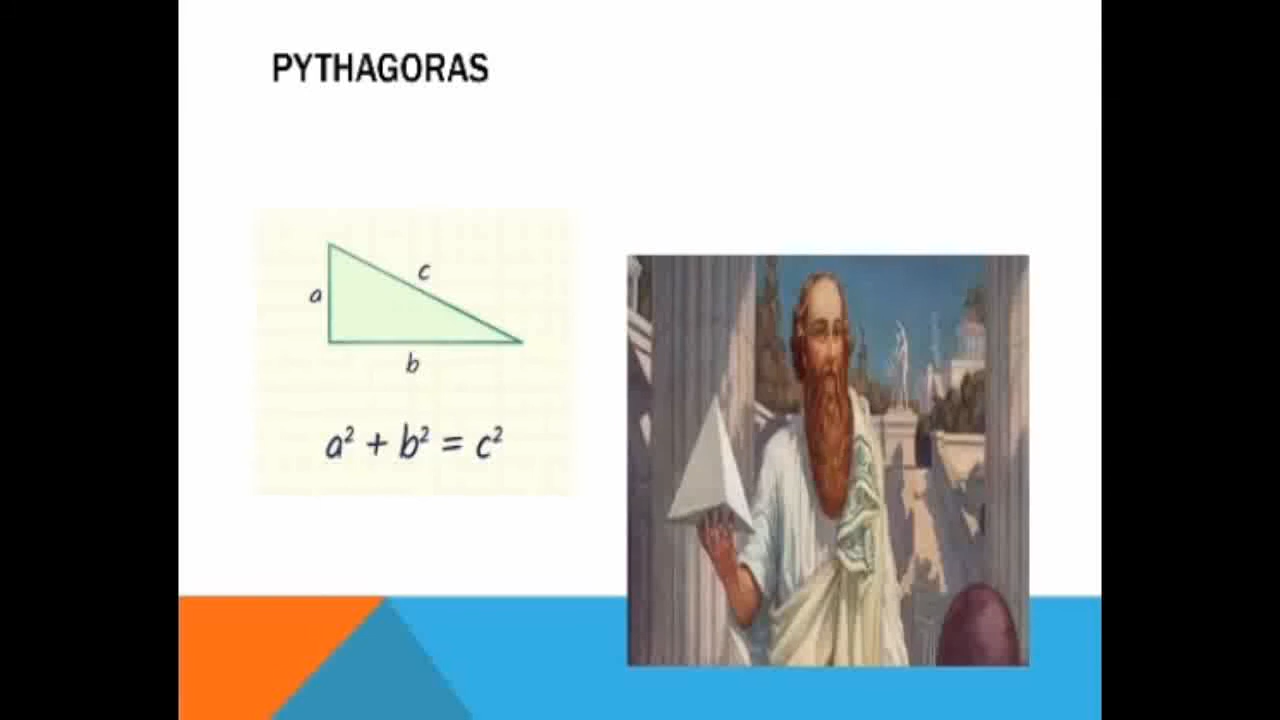 PYTHAGORAS
c
a
b
a² + b² = c²